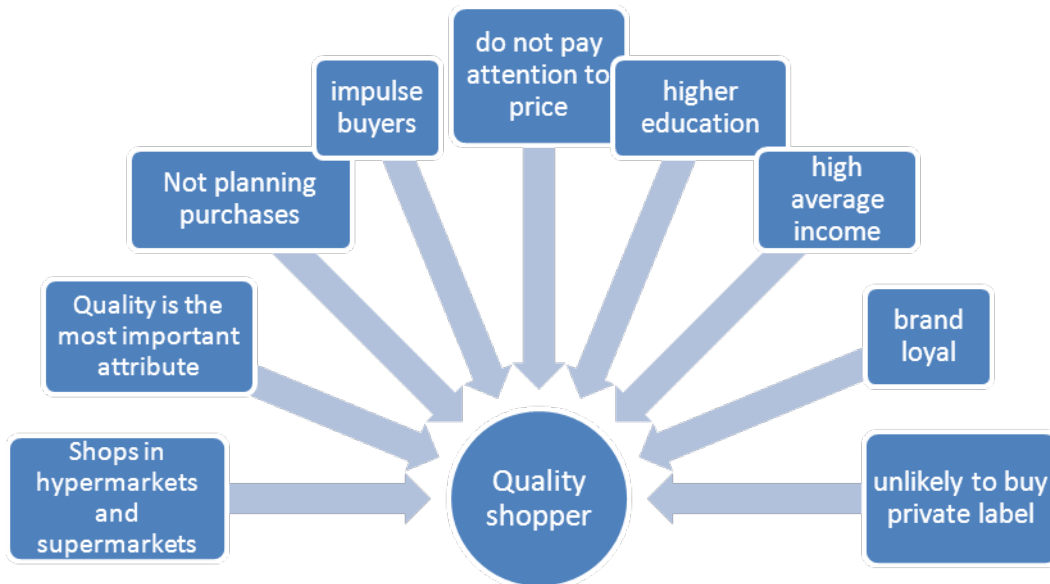 Shops in
hypermarkets
and
supermarkets
Quality is the
most important
attribute
Not planning
purchases
impulse
buyers
do not pay
attention to
price
higher
education
high
average
income
brand
loyal
unlikely to buy
private label
Quality
shopper